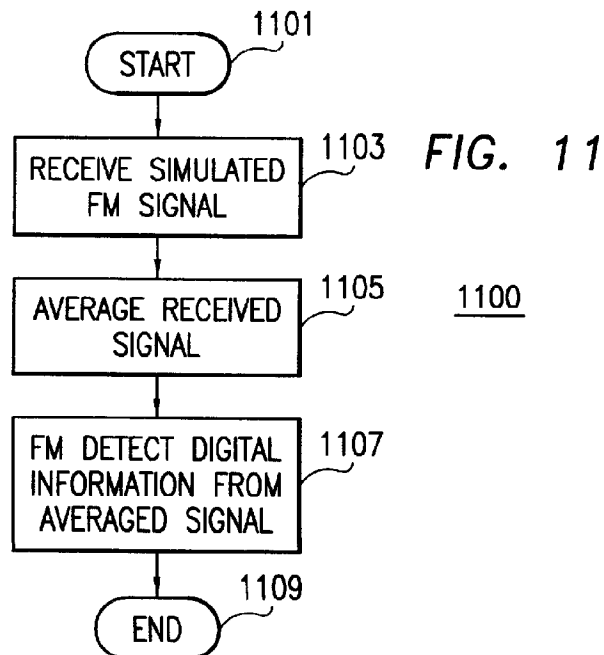 1101
START
1103
RECEIVE SIMULATED
FM SIGNAL
FIG. 11
1105
AVERAGE RECEIVED
SIGNAL
1100
1107
FM DETECT DIGITAL
INFORMATION FROM
AVERAGED SIGNAL
1109
END